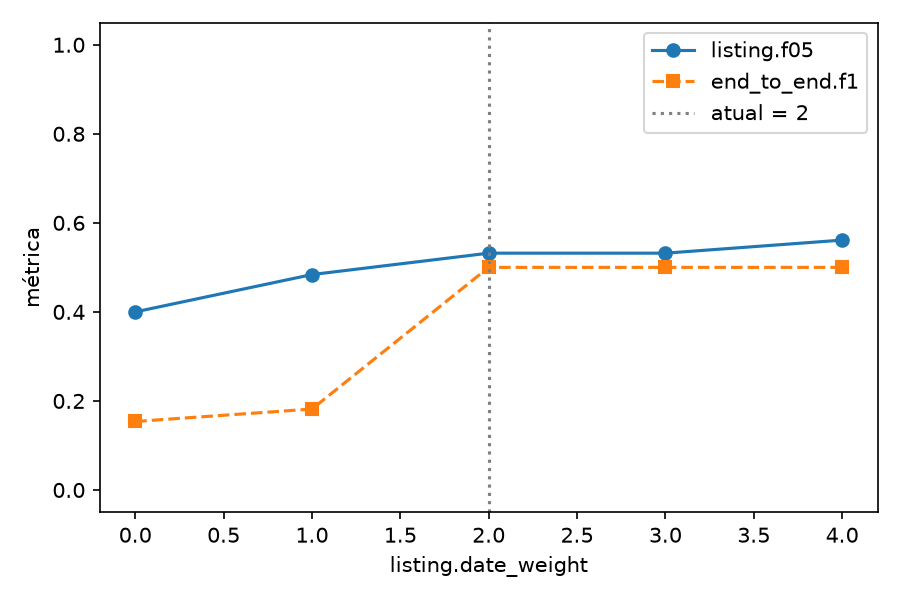 1.0
0.8
0.6
0.4
0.2
0.0
métrica
listing.f05
end_to_end.f1
atual = 2
0.0 0.5 1.0 1.5 2.0 2.5 3.0 3.5 4.0
listing.date_weight